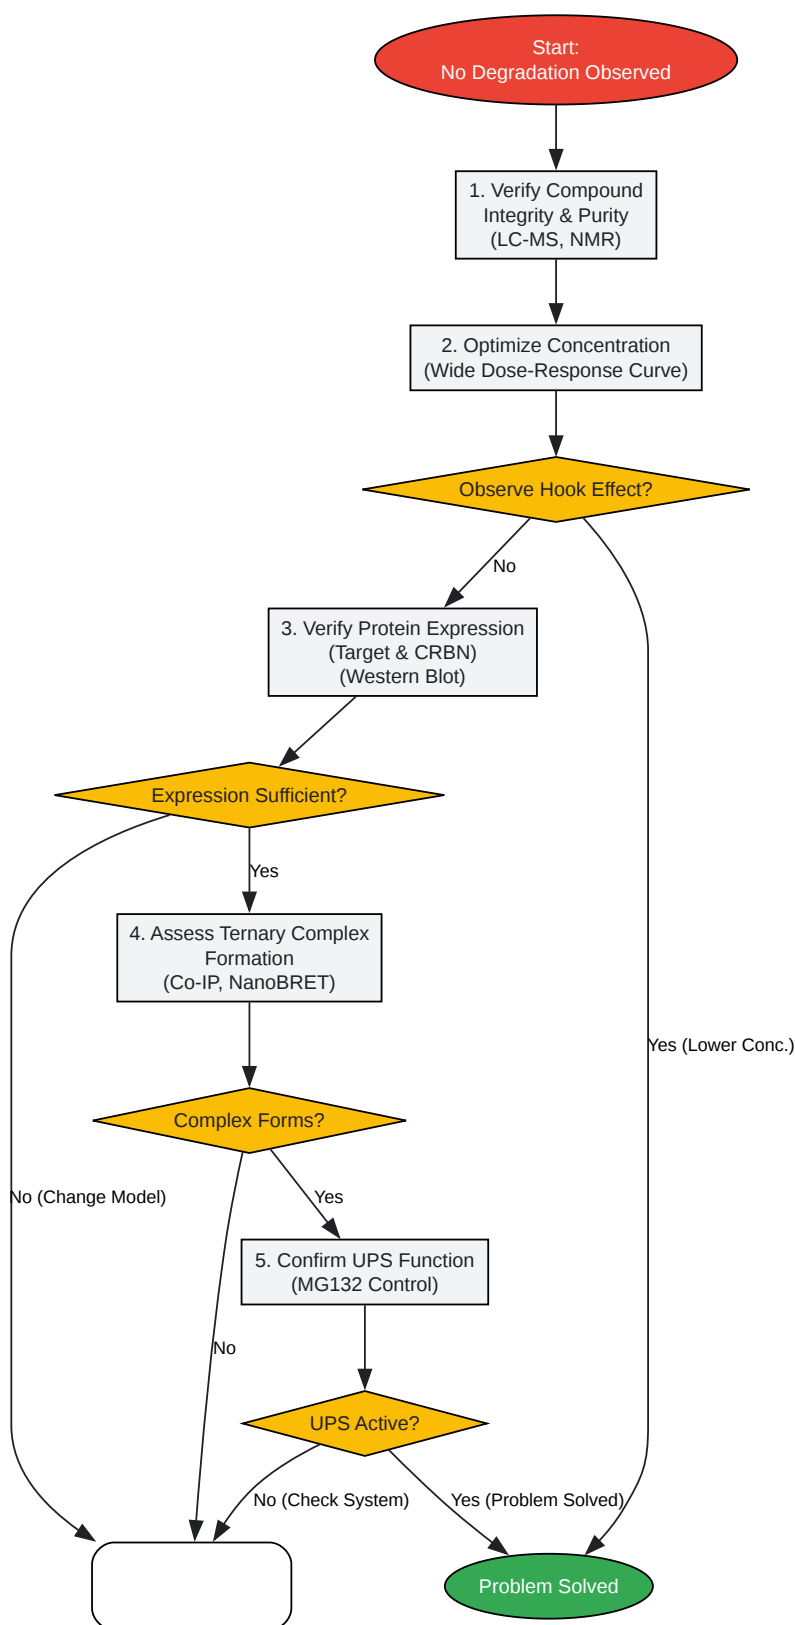 Start:
No Degradation Observed
1. Verify Compound
Integrity & Purity
(LC-MS, NMR)
2. Optimize Concentration
(Wide Dose-Response Curve)
Observe Hook Effect?
No
3. Verify Protein Expression
(Target & CRBN)
(Western Blot)
Expression Sufficient?
Yes
4. Assess Ternary Complex
Formation
(Co-IP, NanoBRET)
Yes (Lower Conc.)
Complex Forms?
No (Change Model)
Yes
5. Confirm UPS Function
(MG132 Control)
No
UPS Active?
No (Check System)
Yes (Problem Solved)
Problem Solved